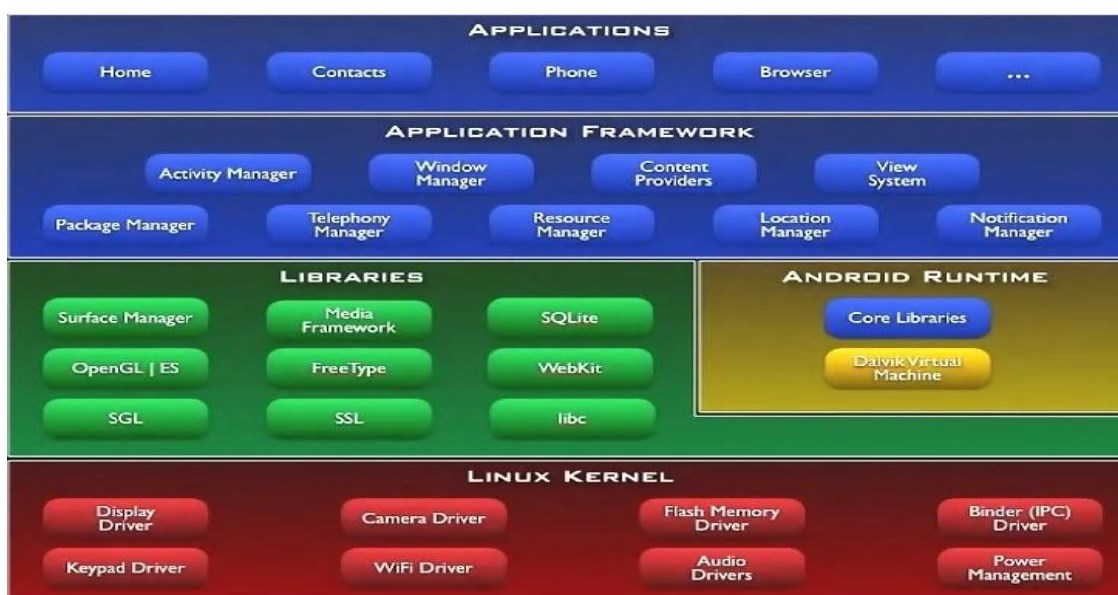 APPLICATIONS
Home
Contacts
Phone
Browser
...
APPLICATION FRAMEWORK
Activity Manager
Window
Manager
Content
Providers
View
System
Package Manager
Telephony
Manager
Resource
Manager
Location
Manager
Notification
Manager
LIBRARIES
Surface Manager
Media
Framework
SQLite
OpenGL | ES
FreeType
WebKit
SGL
SSL
libc
ANDROID RUNTIME
Core Libraries
Dalvik Virtual
Machine
LINUX KERNEL
Display
Driver
Camera Driver
Flash Memory
Driver
Binder (IPC)
Driver
Keypad Driver
WiFi Driver
Audio
Drivers
Power
Management